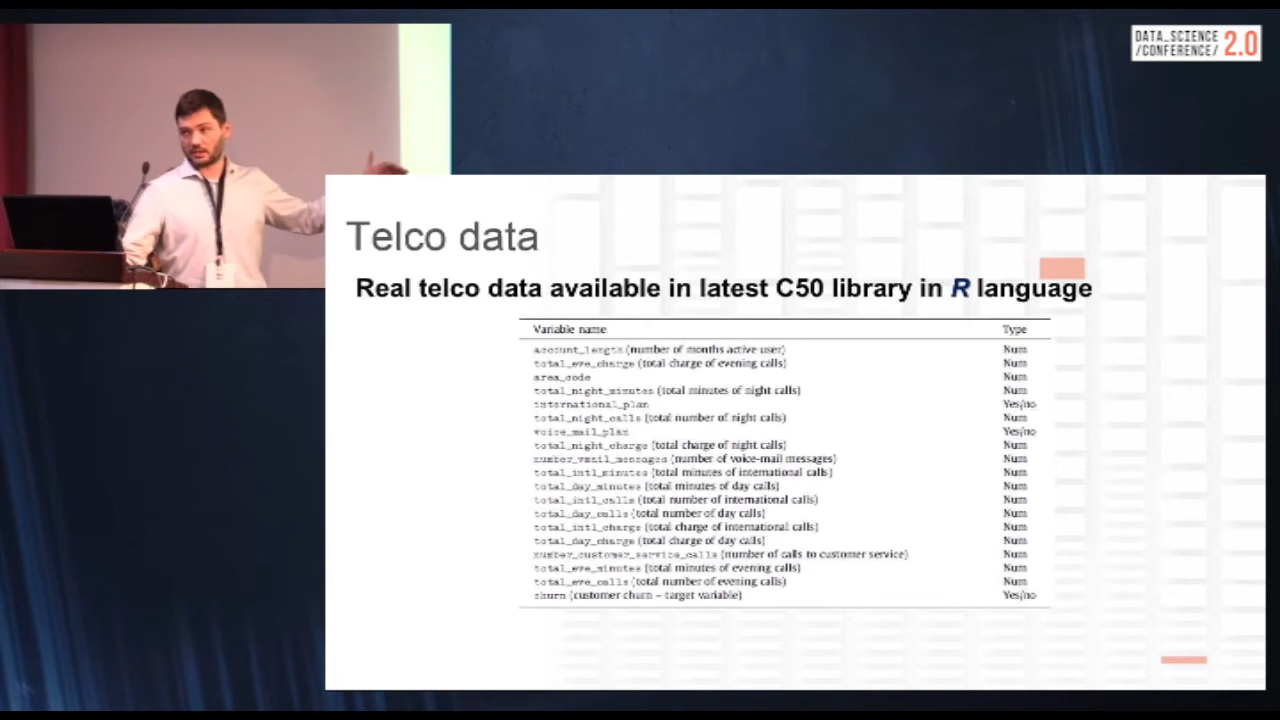 DATA_SCIENCE
/CONFERENCE/ 2.0
Telco data
Real telco data available in latest C50 library in R language
Variable name Type
account_length (number of months active user) Num
total_eve_charge (total charge of evening calls) Num
area_code Num
total_night_minutes (total minutes of night calls) Num
international_plan Yes/no
total_night_calls (total number of night calls) Num
voice_mail_plan Yes/no
total_night_charge (total charge of night calls) Num
number_vmail_messages (number of voice-mail messages) Num
total_intl_minutes (total minutes of international calls) Num
total_day_minutes (total minutes of day calls) Num
total_intl_calls (total number of international calls) Num
total_day_calls (total number of day calls) Num
total_intl_charge (total charge of international calls) Num
total_day_charge (total charge of day calls) Num
number_customer_service_calls (number of calls to customer service) Num
total_eve_minutes (total minutes of evening calls) Num
total_eve_calls (total number of evening calls) Num
churn (customer churn – target variable) Yes/no